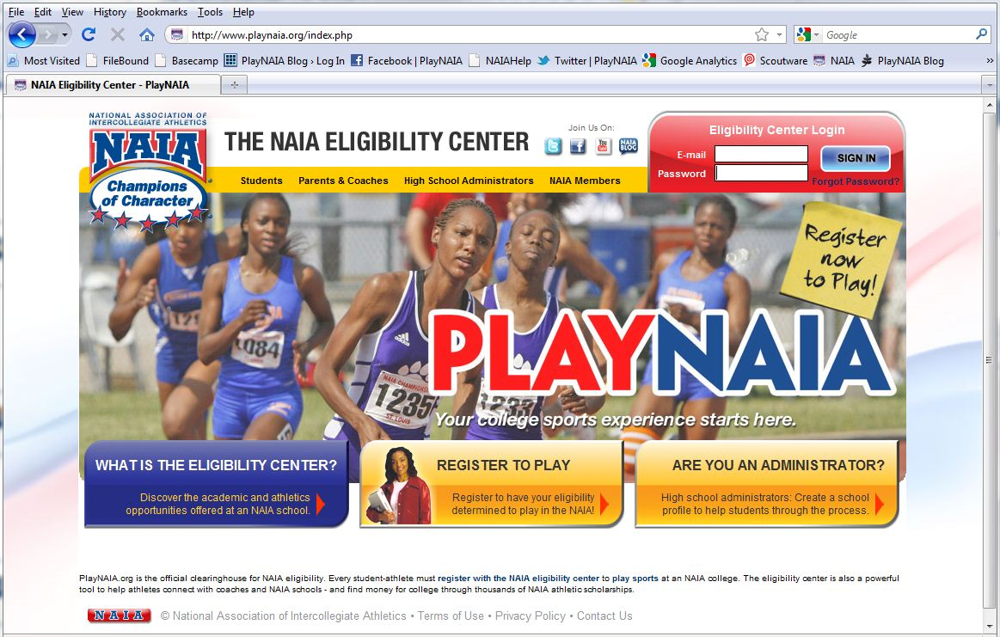 File Edit View History Bookmarks Tools Help
http://www.playnaia.org/index.php
Google
Most Visited FileBound Basecamp PlayNAIA Blog › Log In Facebook | PlayNAIA NAIAHelp Twitter | PlayNAIA Google Analytics Scoutware NAIA PlayNAIA Blog »
NAIA Eligibility Center - PlayNAIA
NATIONAL ASSOCIATION OF
INTERCOLLEGIATE ATHLETICS
NAIA
Champions
of Character
THE NAIA ELIGIBILITY CENTER
Join Us On:
You
Tube
NAIA
BLOG
Eligibility Center Login
E-mail
Password
SIGN IN
Forgot Password?
Students Parents & Coaches High School Administrators NAIA Members
Register
now
to Play!
1084
NAIA CHAMPIONS
1235
ST. LOUIS
1233
PLAYNAIA
Your college sports experience starts here.
WHAT IS THE ELIGIBILITY CENTER?
Discover the academic and athletics
opportunities offered at an NAIA school.
REGISTER TO PLAY
Register to have your eligibility
determined to play in the NAIA!
ARE YOU AN ADMINISTRATOR?
High school administrators: Create a school
profile to help students through the process.
PlayNAIA.org is the official clearinghouse for NAIA eligibility. Every student-athlete must register with the NAIA eligibility center to play sports at an NAIA college. The eligibility center is also a powerful
tool to help athletes connect with coaches and NAIA schools - and find money for college through thousands of NAIA athletic scholarships.
NAIA © National Association of Intercollegiate Athletics • Terms of Use • Privacy Policy • Contact Us